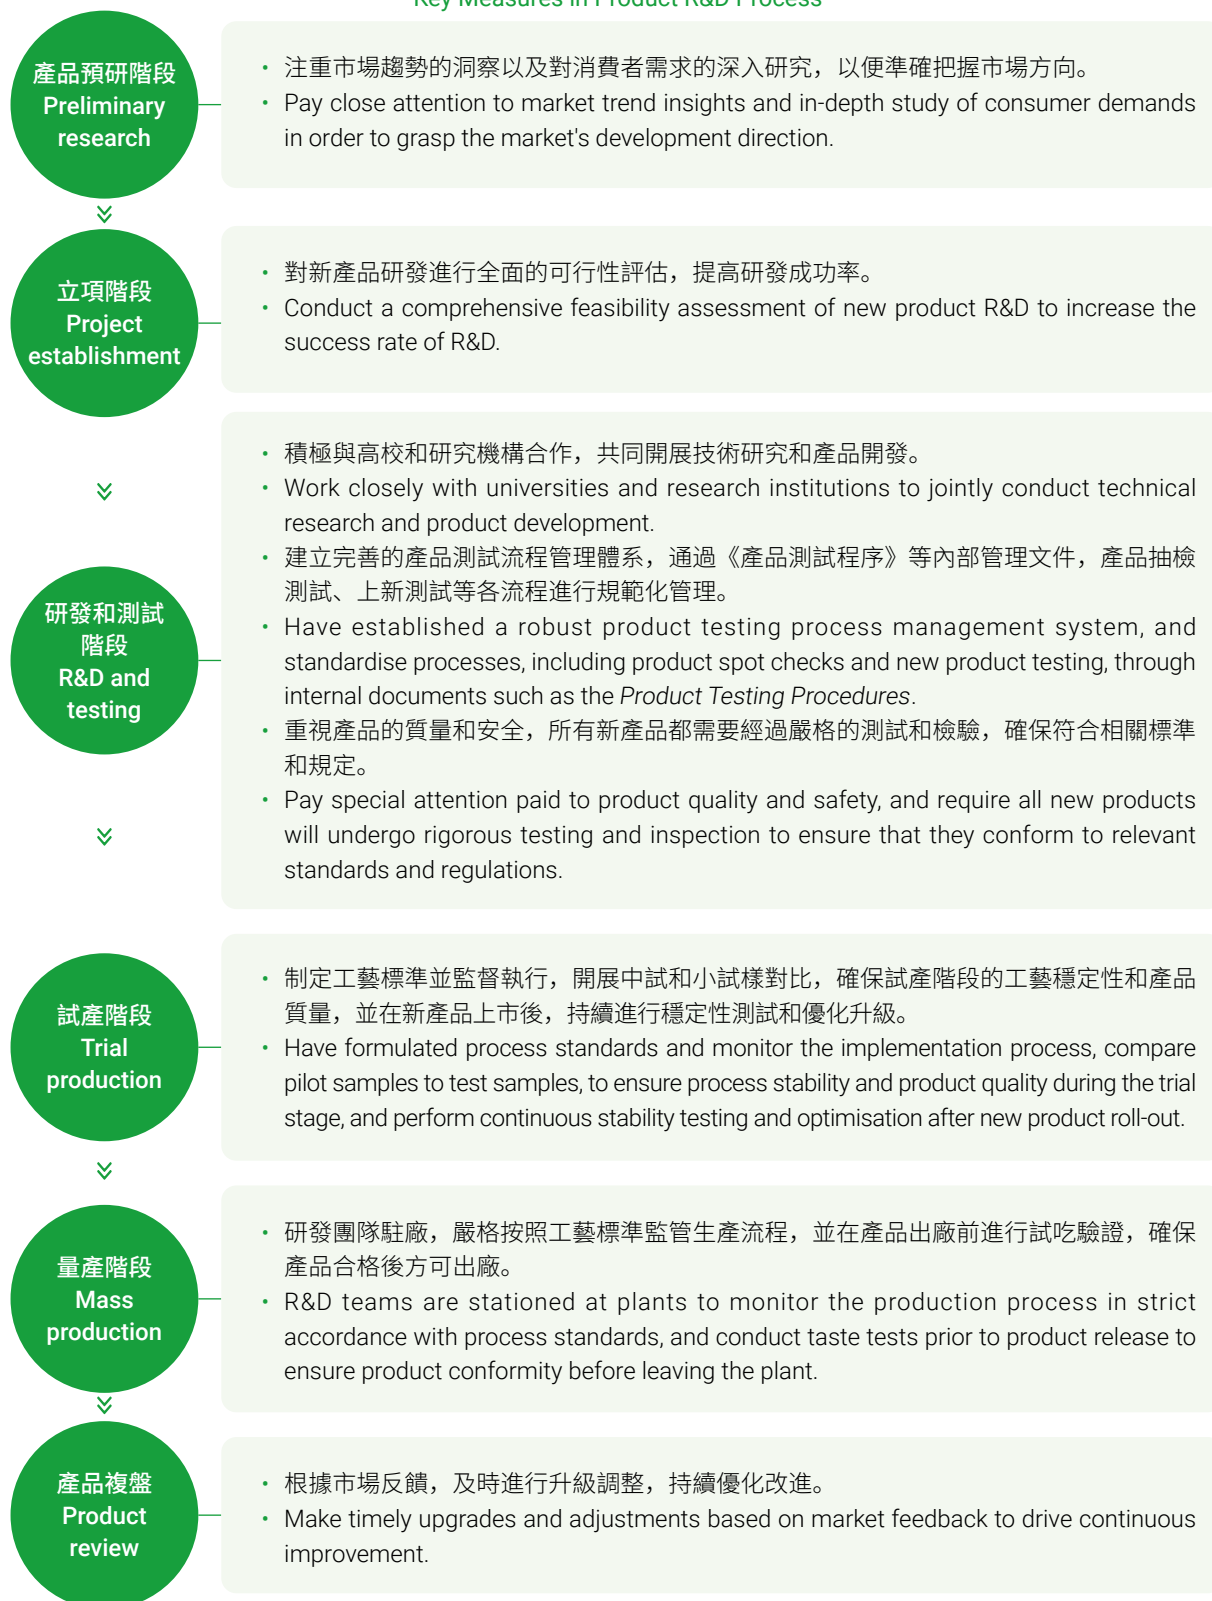 Key Measures in Product R&D Process
產品預研階段
Preliminary
research
• 注重市場趨勢的洞察以及對消費者需求的深入研究，以便準確把握市場方向。
• Pay close attention to market trend insights and in-depth study of consumer demands
in order to grasp the market's development direction.
立項階段
Project
establishment
• 對新產品研發進行全面的可行性評估，提高研發成功率。
• Conduct a comprehensive feasibility assessment of new product R&D to increase the
success rate of R&D.
研發和測試
階段
R&D and
testing
• 積極與高校和研究機構合作，共同開展技術研究和產品開發。
• Work closely with universities and research institutions to jointly conduct technical
research and product development.
• 建立完善的產品測試流程管理體系，通過《產品測試程序》等內部管理文件，產品抽檢
測試、上新測試等各流程進行規範化管理。
• Have established a robust product testing process management system, and
standardise processes, including product spot checks and new product testing, through
internal documents such as the Product Testing Procedures.
• 重視產品的質量和安全，所有新產品都需要經過嚴格的測試和檢驗，確保符合相關標準
和規定。
• Pay special attention paid to product quality and safety, and require all new products
will undergo rigorous testing and inspection to ensure that they conform to relevant
standards and regulations.
試產階段
Trial
production
• 制定工藝標準並監督執行，開展中試和小試樣對比，確保試產階段的工藝穩定性和產品
質量，並在新產品上市後，持續進行穩定性測試和優化升級。
• Have formulated process standards and monitor the implementation process, compare
pilot samples to test samples, to ensure process stability and product quality during the trial
stage, and perform continuous stability testing and optimisation after new product roll-out.
量產階段
Mass
production
• 研發團隊駐廠，嚴格按照工藝標準監管生產流程，並在產品出廠前進行試吃驗證，確保
產品合格後方可出廠。
• R&D teams are stationed at plants to monitor the production process in strict
accordance with process standards, and conduct taste tests prior to product release to
ensure product conformity before leaving the plant.
產品複盤
Product
review
• 根據市場反饋，及時進行升級調整，持續優化改進。
• Make timely upgrades and adjustments based on market feedback to drive continuous
improvement.